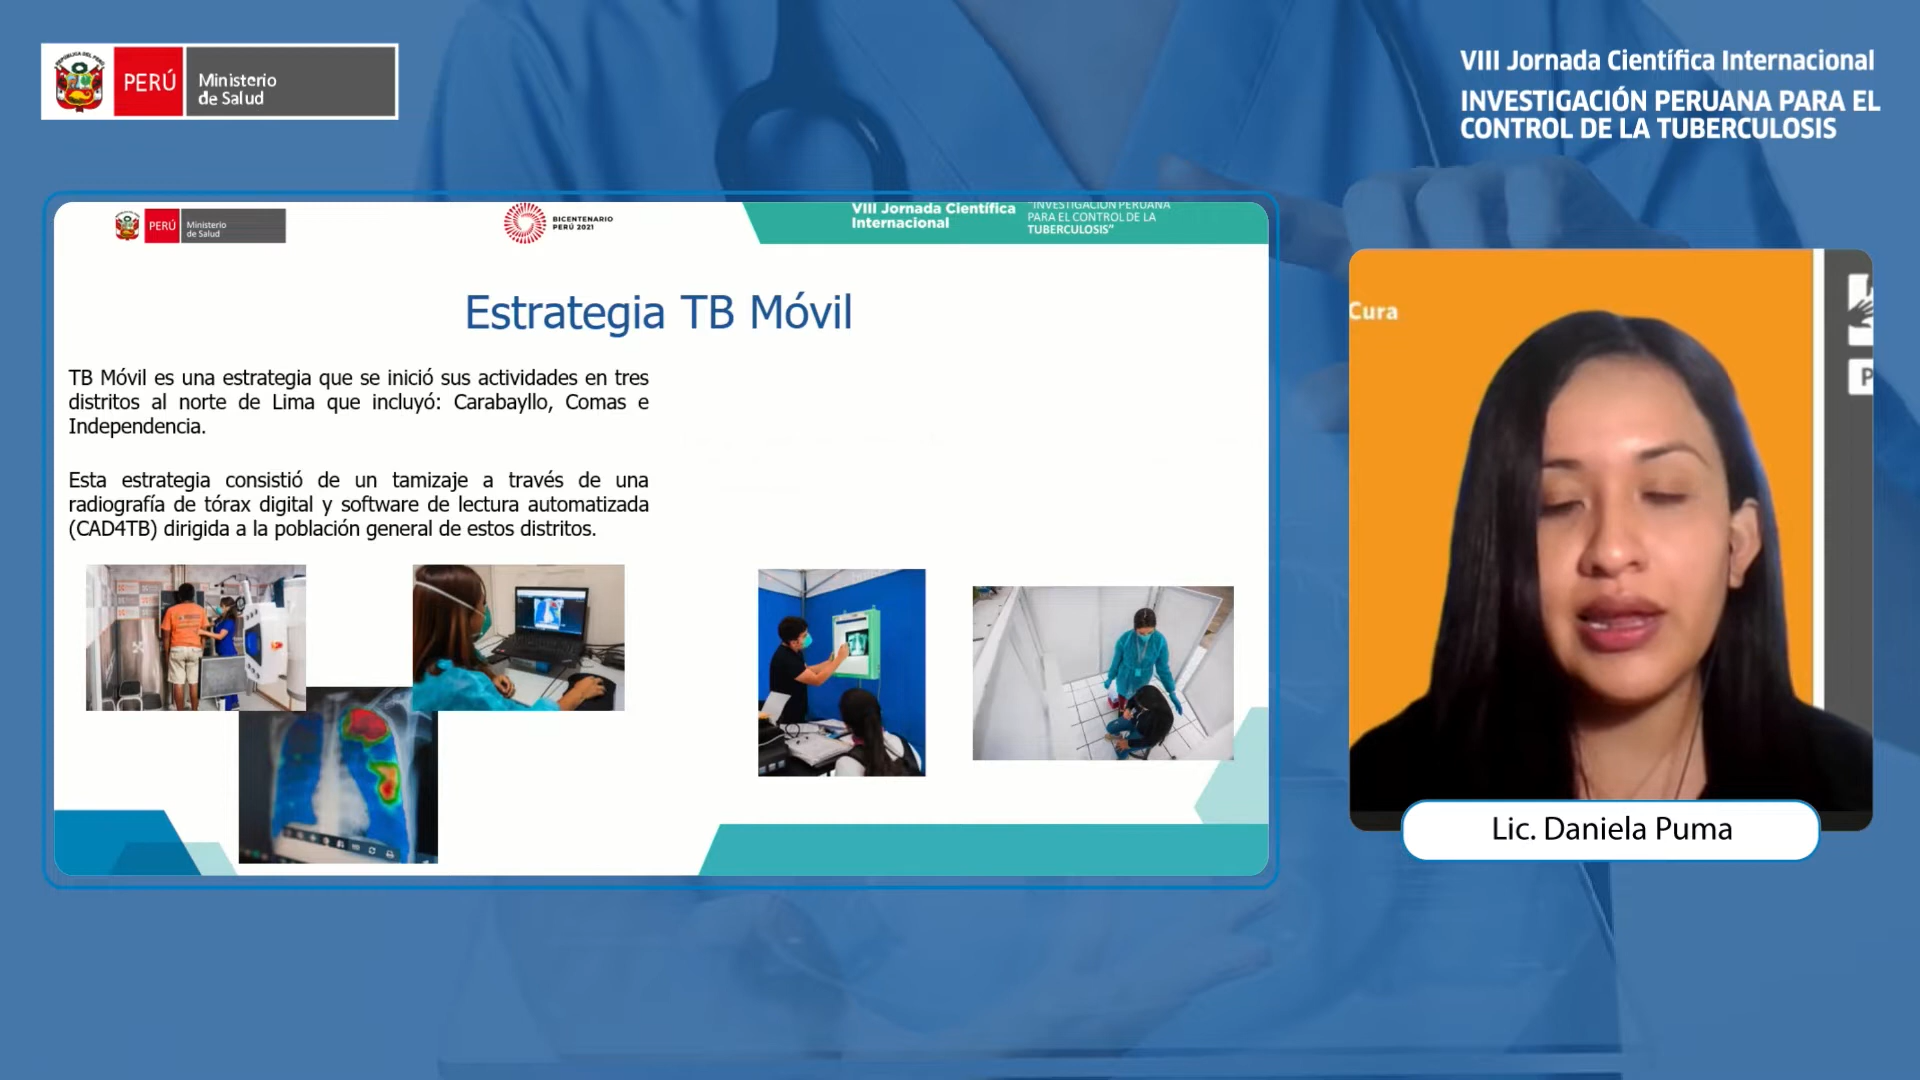 PERÚ
Ministerio
de Salud
VIII Jornada Científica Internacional
INVESTIGACIÓN PERUANA PARA EL
CONTROL DE LA TUBERCULOSIS
PERÚ
Ministerio
de Salud
BICENTENARIO
PERÚ 2021
VIII Jornada Científica
Internacional
"INVESTIGACIÓN PERUANA
PARA EL CONTROL DE LA
TUBERCULOSIS"
Estrategia TB Móvil
TB Móvil es una estrategia que se inició sus actividades en tres
distritos al norte de Lima que incluyó: Carabayllo, Comas e
Independencia.
Esta estrategia consistió de un tamizaje a través de una
radiografía de tórax digital y software de lectura automatizada
(CAD4TB) dirigida a la población general de estos distritos.
Cura
P
Lic. Daniela Puma